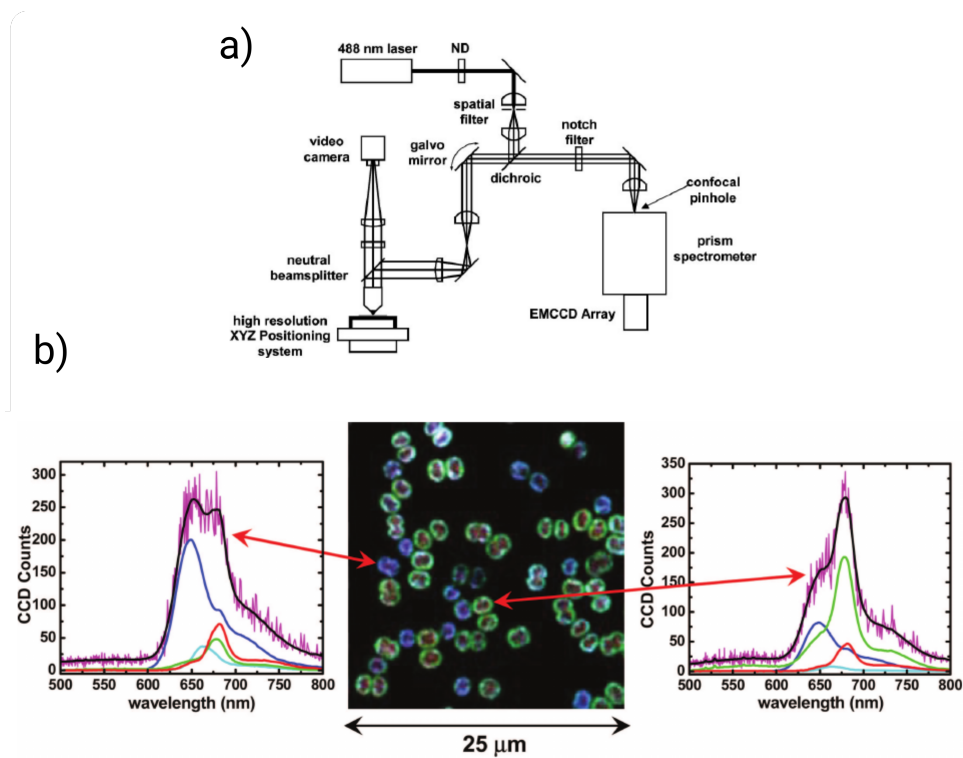 a)
488 nm laser
ND
spatial
filter
notch
filter
video
camera
galvo
mirror
dichroic
confocal
pinhole
prism
spectrometer
neutral
beamsplitter
EMCCD Array
high resolution
XYZ Positioning
system
b)
CCD Counts
300
250
200
150
100
50
0
500 550 600 650 700 750 800
wavelength (nm)
25 μm
CCD Counts
350
300
250
200
150
100
50
0
500 550 600 650 700 750 800
wavelength (nm)